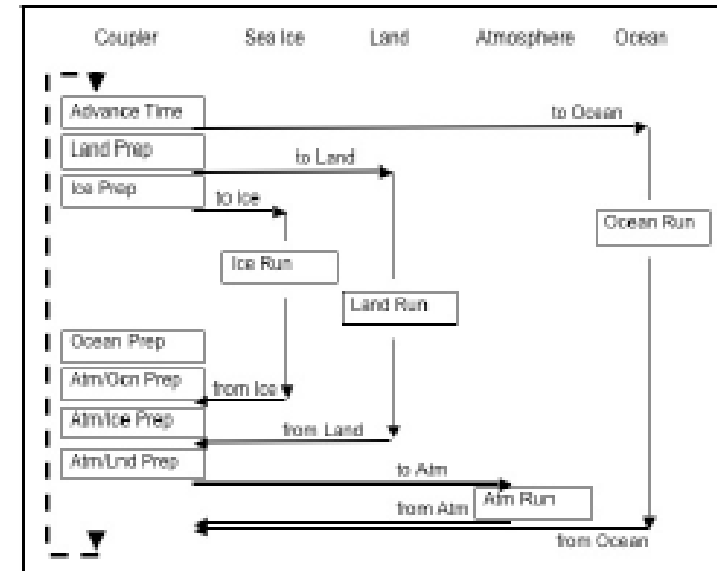 Coupler Sea Ice Land Atmosphere Ocean
Advance Time
to Ocean
Land Prep
to Land
Ice Prep
to Ice
Ocean Run
Ice Run
Land Run
Ocean Prep
Atm/Ocn Prep
from Ice
Atm/Ice Prep
from Land
Atm/Lnd Prep
to Atm
Atm Run
from Atm
from Ocean